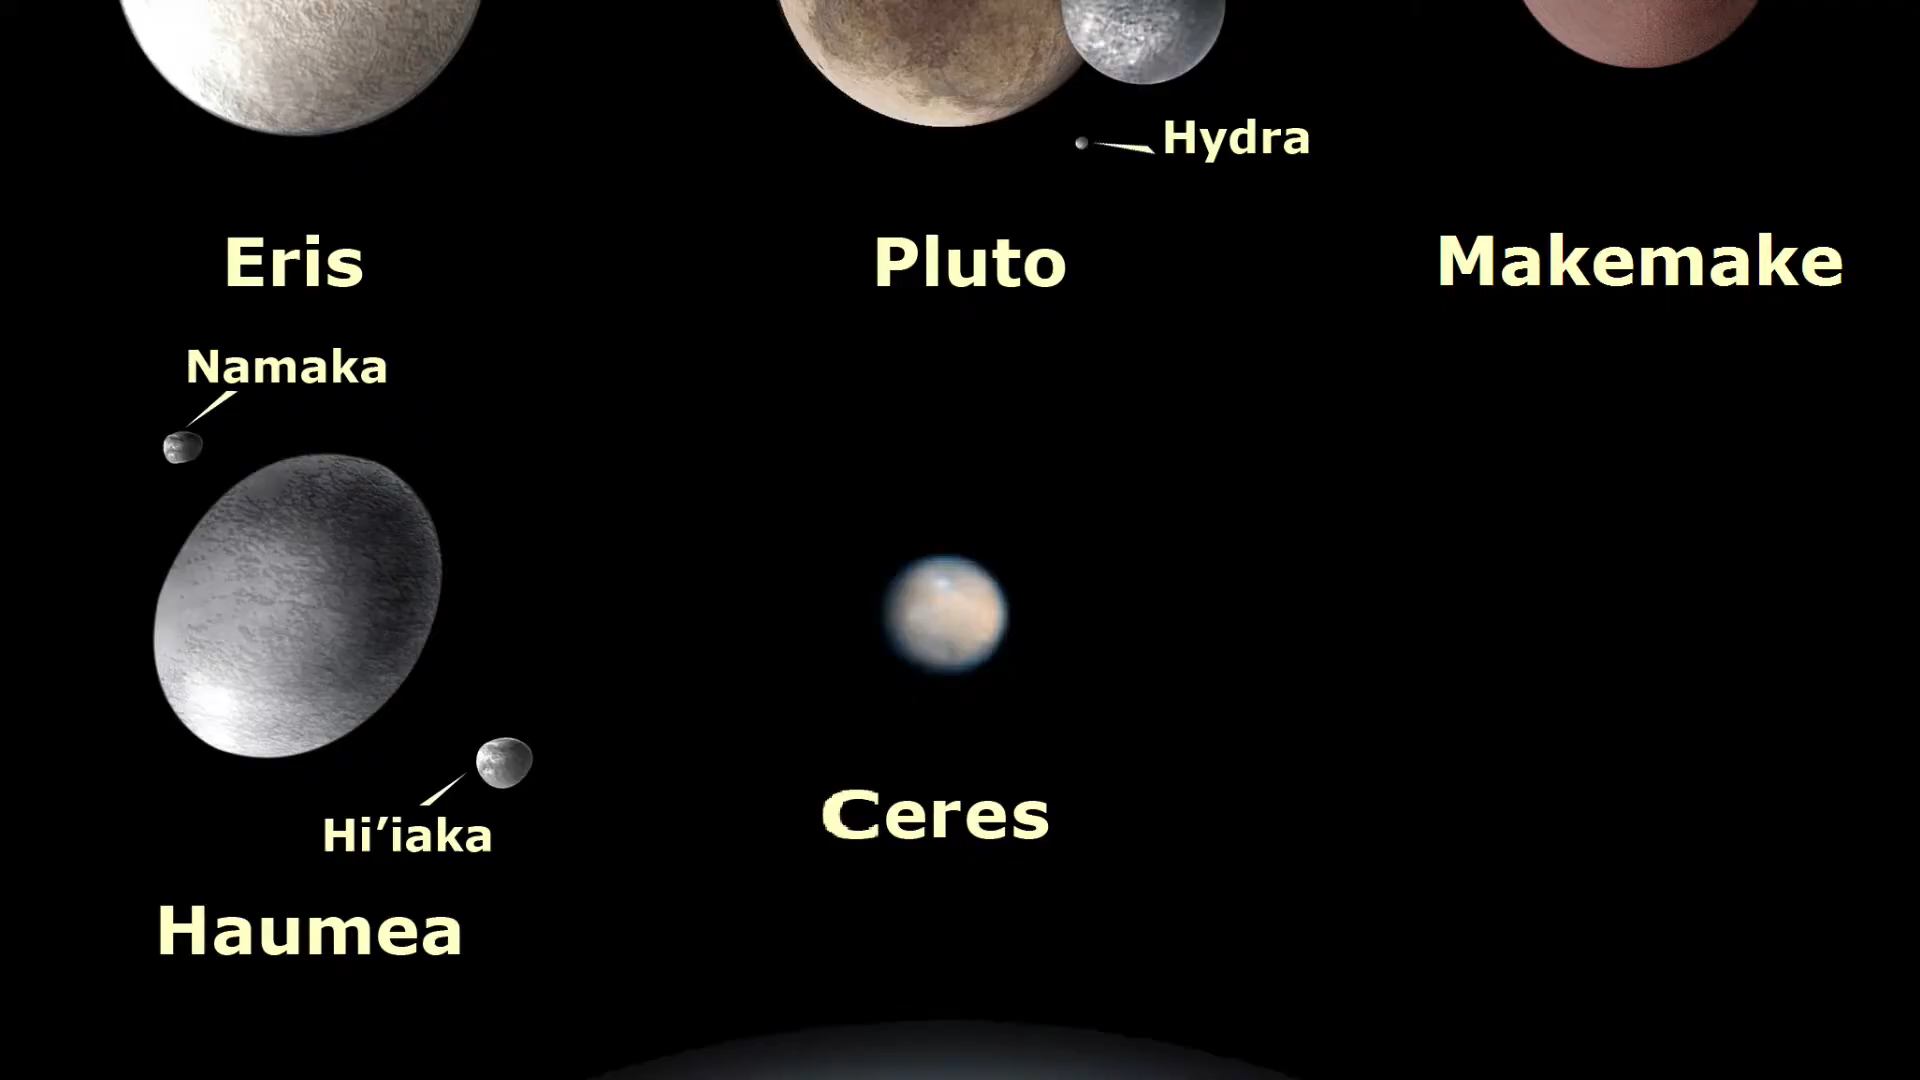 Hydra
Eris
Pluto
Makemake
Namaka
Hi’iaka
Ceres
Haumea